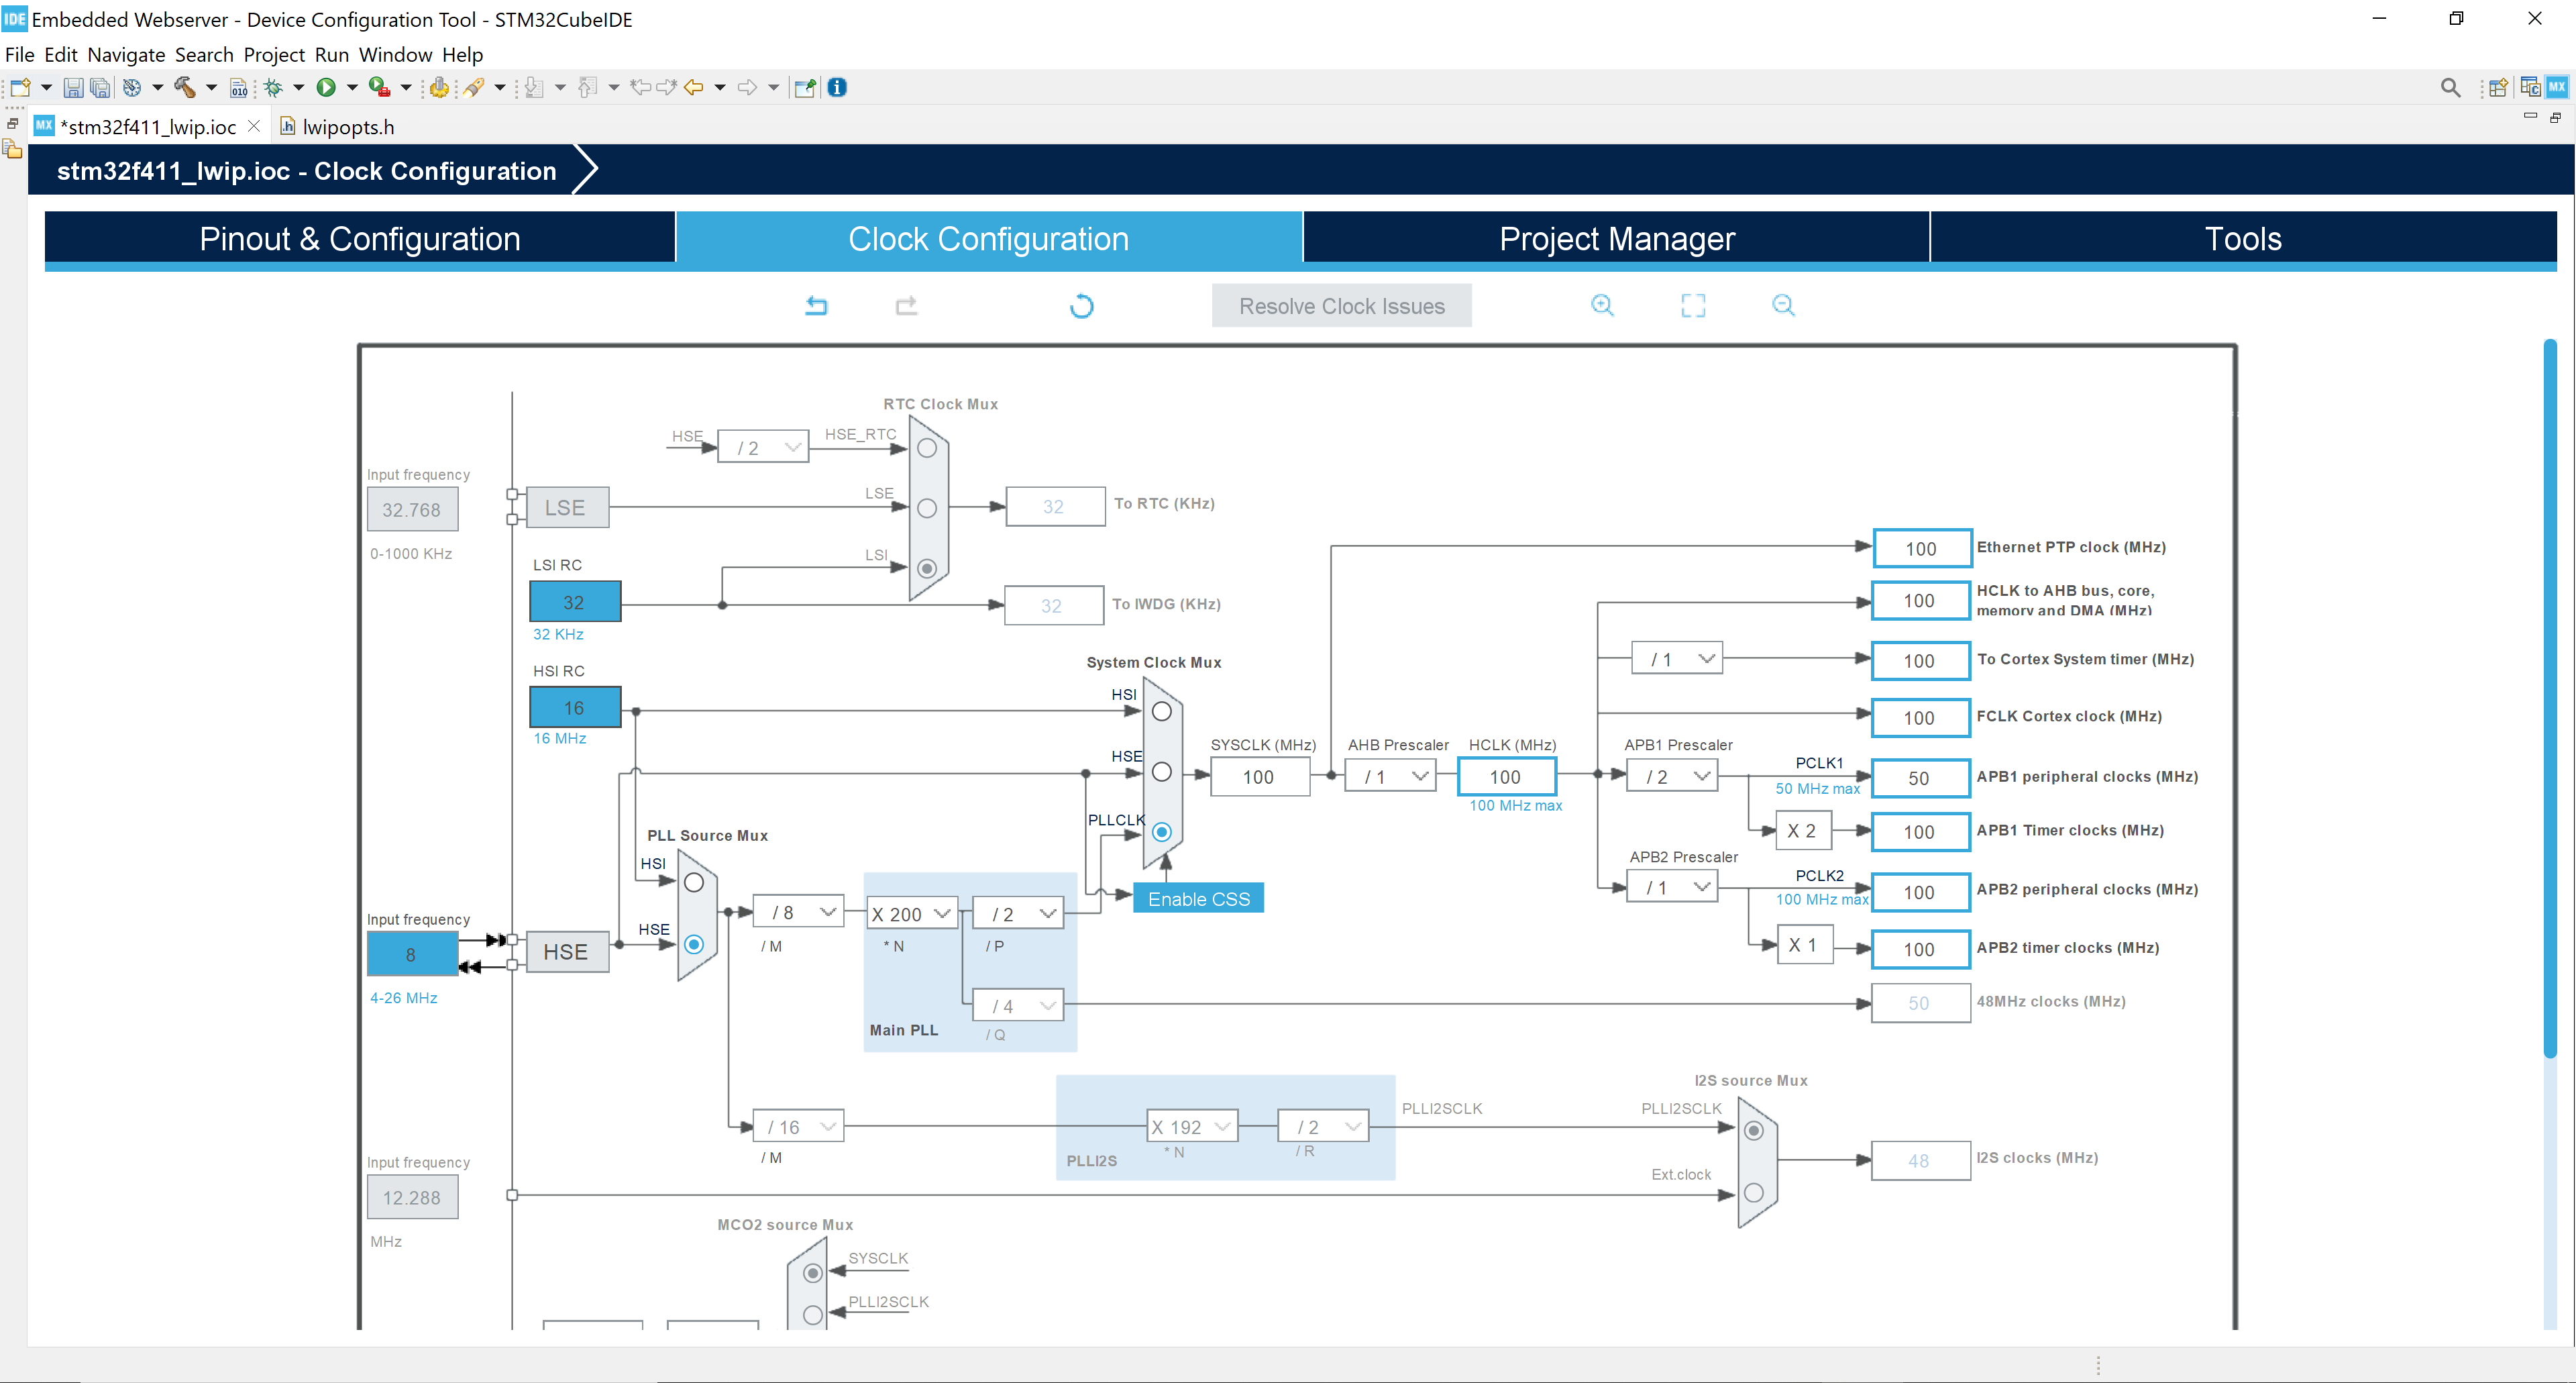 IDE Embedded Webserver - Device Configuration Tool - STM32CubeIDE
File Edit Navigate Search Project Run Window Help
010
MX
MX *stm32f411_lwip.ioc
.h lwipopts.h
stm32f411_lwip.ioc - Clock Configuration
Pinout & Configuration
Clock Configuration
Project Manager
Tools
Resolve Clock Issues
RTC Clock Mux
HSE
/ 2
HSE_RTC
Input frequency
32.768
0-1000 KHz
LSE
LSE
32
To RTC (KHz)
LSI RC
LSI
32
32 KHz
32
To IWDG (KHz)
HSI RC
16
16 MHz
System Clock Mux
HSI
HSE
PLLCLK
Enable CSS
SYSCLK (MHz)
100
AHB Prescaler
/ 1
HCLK (MHz)
100
100 MHz max
100
Ethernet PTP clock (MHz)
100
HCLK to AHB bus, core,
memory and DMA (MHz)
/ 1
100
To Cortex System timer (MHz)
100
FCLK Cortex clock (MHz)
APB1 Prescaler
/ 2
PCLK1
50 MHz max
50
APB1 peripheral clocks (MHz)
X 2
100
APB1 Timer clocks (MHz)
APB2 Prescaler
/ 1
PCLK2
100 MHz max
100
APB2 peripheral clocks (MHz)
X 1
100
APB2 timer clocks (MHz)
50
48MHz clocks (MHz)
PLL Source Mux
HSI
HSE
Input frequency
8
4-26 MHz
HSE
/ 8
/ M
X 200
* N
/ 2
/ P
/ 4
/ Q
Main PLL
/ 16
/ M
X 192
* N
/ 2
/ R
PLLI2S
PLLI2SCLK
I2S source Mux
PLLI2SCLK
Ext.clock
48
I2S clocks (MHz)
Input frequency
12.288
MHz
MCO2 source Mux
SYSCLK
PLLI2SCLK